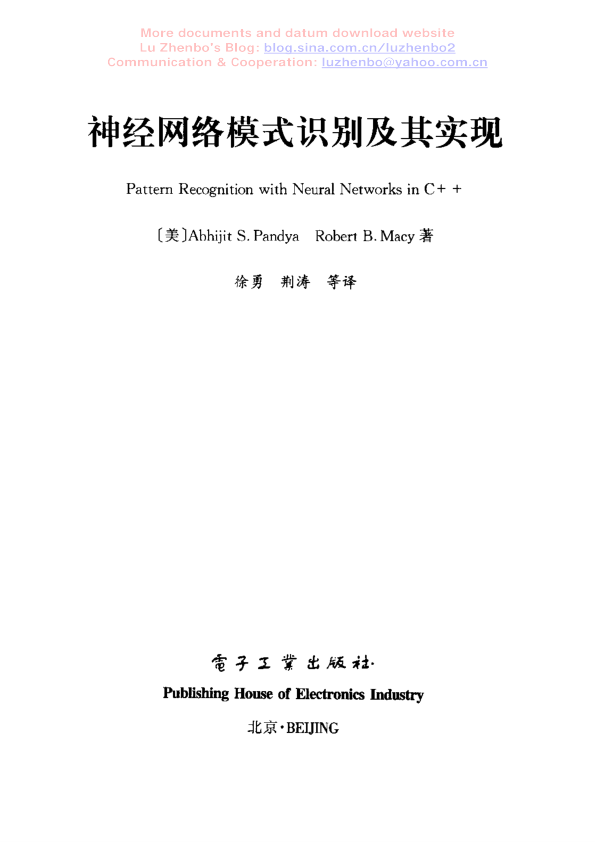 More documents and datum download website
Lu Zhenbo's Blog: blog.sina.com.cn/luzhenbo2
Communication & Cooperation: luzhenbo@yahoo.com.cn
神经网络模式识别及其实现
Pattern Recognition with Neural Networks in C+ +
〔美〕Abhijit S. Pandya Robert B. Macy 著
徐勇 荆涛 等译
電子工業出版社·
Publishing House of Electronics Industry
北京·BEIJING